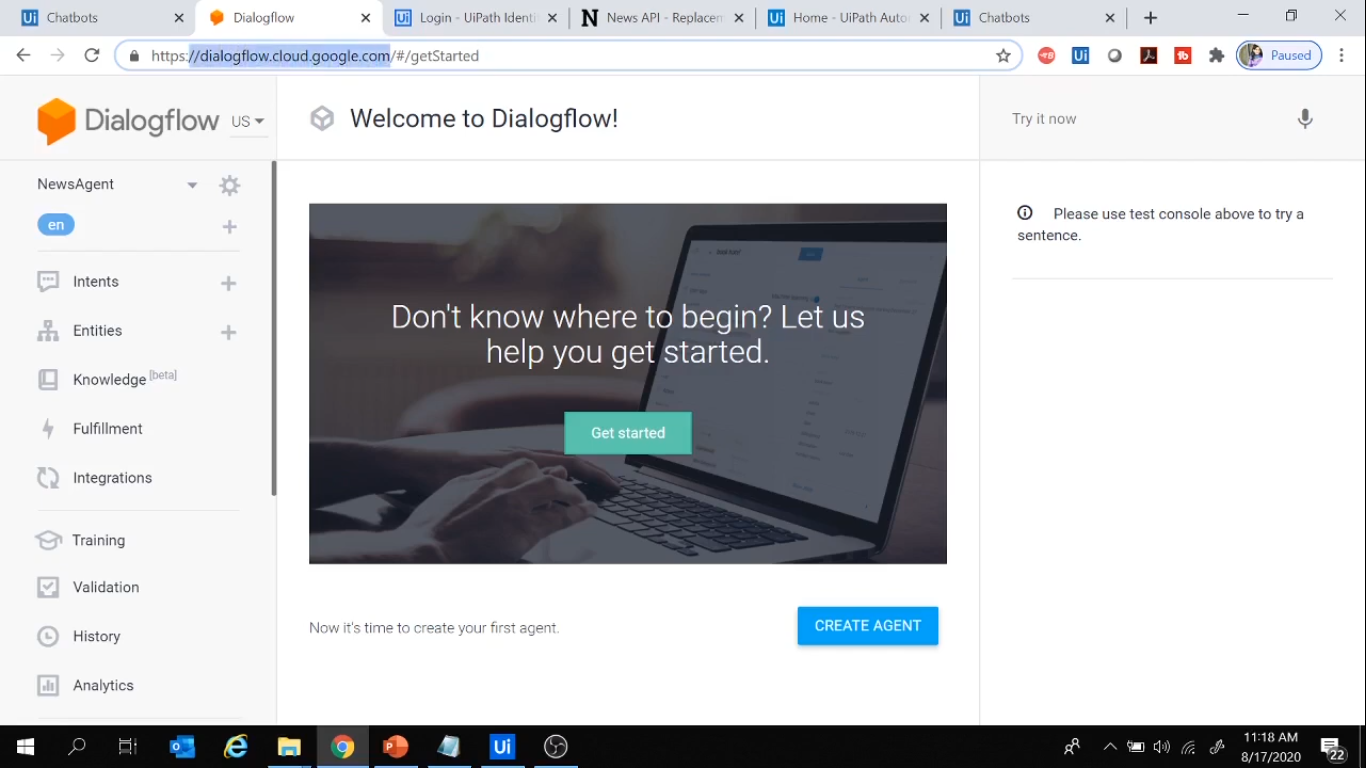 Chatbots
Dialogflow
Login - UiPath Identi
News API - Replacem
Home - UiPath Auto
Chatbots
https://dialogflow.cloud.google.com/#/getStarted
Paused
Dialogflow
US
Welcome to Dialogflow!
Try it now
NewsAgent
en
Intents
Entities
Knowledge [beta]
Fulfillment
Integrations
Training
Validation
History
Analytics
Don't know where to begin? Let us
help you get started.
Get started
Now it's time to create your first agent.
CREATE AGENT
Please use test console above to try a
sentence.
11:18 AM
8/17/2020
22